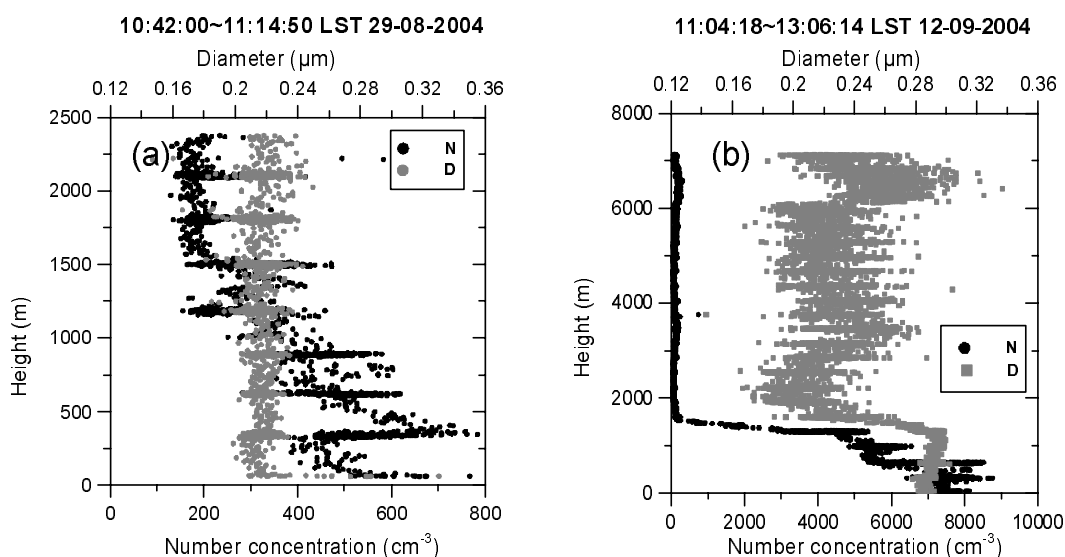 10:42:00~11:14:50 LST 29-08-2004
Diameter (μm)
0.12 0.16 0.2 0.24 0.28 0.32 0.36
2500
2000
1500
1000
500
0
Height (m)
(a)
N
D
0 200 400 600 800
Number concentration (cm-3)
11:04:18~13:06:14 LST 12-09-2004
Diameter (μm)
0.12 0.16 0.2 0.24 0.28 0.32 0.36
8000
6000
4000
2000
0
Height (m)
(b)
N
D
0 2000 4000 6000 8000 10000
Number concentration (cm-3)